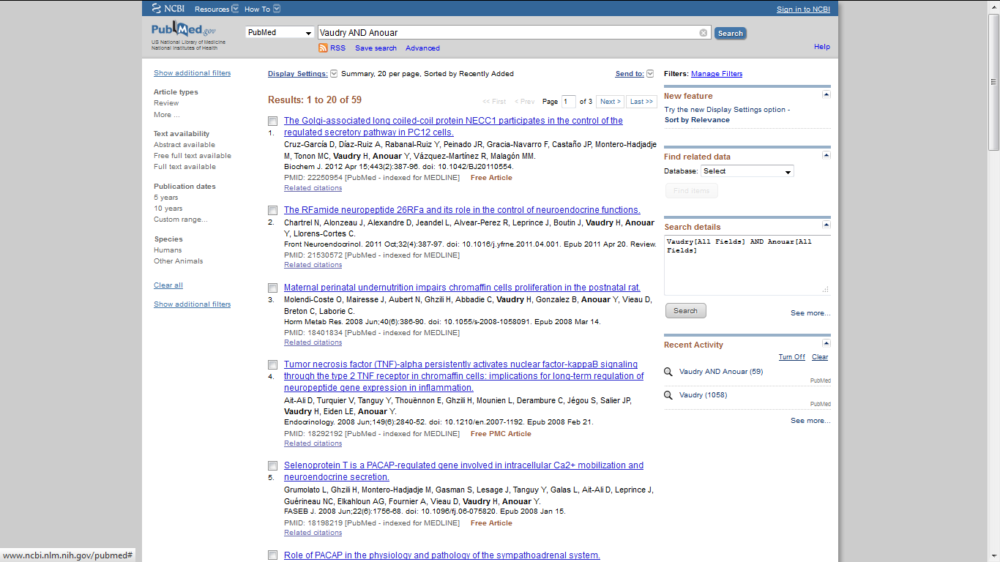 NCBI Resources How To Sign in to NCBI
PubMed.gov
US National Library of Medicine
National Institutes of Health
PubMed Vaudry AND Anouar Search
RSS Save search Advanced Help
Show additional filters
Article types
Review
More ...
Text availability
Abstract available
Free full text available
Full text available
Publication dates
5 years
10 years
Custom range...
Species
Humans
Other Animals
Clear all
Show additional filters
Display Settings: Summary, 20 per page, Sorted by Recently Added Send to:
Results: 1 to 20 of 59
<< First < Prev Page 1 of 3 Next > Last >>
The Golgi-associated long coiled-coil protein NECC1 participates in the control of the
1. regulated secretory pathway in PC12 cells.
Cruz-García D, Díaz-Ruiz A, Rabanal-Ruiz Y, Peinado JR, Gracia-Navarro F, Castaño JP, Montero-Hadjadje
M, Tonon MC, Vaudry H, Anouar Y, Vázquez-Martínez R, Malagón MM.
Biochem J. 2012 Apr 15;443(2):387-96. doi: 10.1042/BJ20110554.
PMID: 22250954 [PubMed - indexed for MEDLINE] Free Article
Related citations
The RFamide neuropeptide 26RFa and its role in the control of neuroendocrine functions.
2. Chartrel N, Alonzeau J, Alexandre D, Jeandel L, Alvear-Perez R, Leprince J, Boutin J, Vaudry H, Anouar
Y, Llorens-Cortes C.
Front Neuroendocrinol. 2011 Oct;32(4):387-97. doi: 10.1016/j.yfrne.2011.04.001. Epub 2011 Apr 20. Review.
PMID: 21530572 [PubMed - indexed for MEDLINE]
Related citations
Maternal perinatal undernutrition impairs chromaffin cells proliferation in the postnatal rat.
3. Molendi-Coste O, Mairesse J, Aubert N, Ghzili H, Abbadie C, Vaudry H, Gonzalez B, Anouar Y, Vieau D,
Breton C, Laborie C.
Horm Metab Res. 2008 Jun;40(6):386-90. doi: 10.1055/s-2008-1058091. Epub 2008 Mar 14.
PMID: 18401834 [PubMed - indexed for MEDLINE]
Related citations
Tumor necrosis factor (TNF)-alpha persistently activates nuclear factor-kappaB signaling
4. through the type 2 TNF receptor in chromaffin cells: implications for long-term regulation of
neuropeptide gene expression in inflammation.
Ait-Ali D, Turquier V, Tanguy Y, Thouënnon E, Ghzili H, Mounien L, Derambure C, Jégou S, Salier JP,
Vaudry H, Eiden LE, Anouar Y.
Endocrinology. 2008 Jun;149(6):2840-52. doi: 10.1210/en.2007-1192. Epub 2008 Feb 21.
PMID: 18292192 [PubMed - indexed for MEDLINE] Free PMC Article
Related citations
Selenoprotein T is a PACAP-regulated gene involved in intracellular Ca2+ mobilization and
5. neuroendocrine secretion.
Grumolato L, Ghzili H, Montero-Hadjadje M, Gasman S, Lesage J, Tanguy Y, Galas L, Ait-Ali D, Leprince J,
Guérineau NC, Elkahloun AG, Fournier A, Vieau D, Vaudry H, Anouar Y.
FASEB J. 2008 Jun;22(6):1756-68. doi: 10.1096/fj.06-075820. Epub 2008 Jan 15.
PMID: 18198219 [PubMed - indexed for MEDLINE] Free Article
Related citations
Role of PACAP in the physiology and pathology of the sympathoadrenal system.
Filters: Manage Filters
New feature
Try the new Display Settings option -
Sort by Relevance
Find related data
Database: Select
Find items
Search details
Vaudry[All Fields] AND Anouar[All
Fields]
Search
See more...
Recent Activity
Turn Off Clear
Vaudry AND Anouar (59)
PubMed
Vaudry (1058)
PubMed
See more...
www.ncbi.nlm.nih.gov/pubmed#